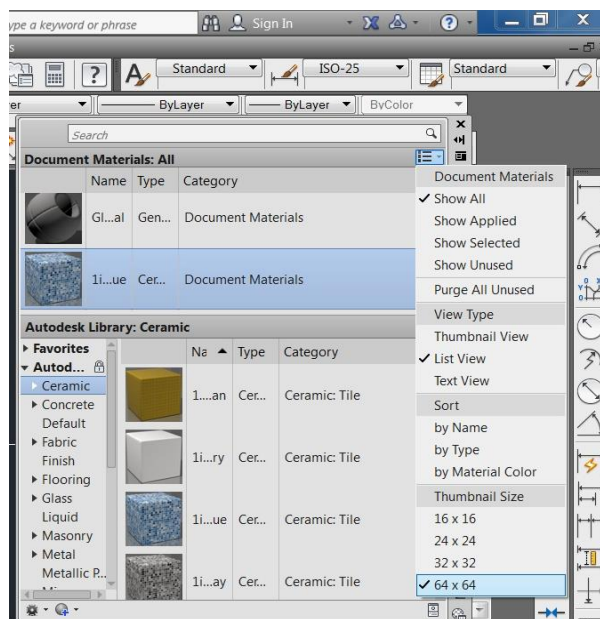 ype a keyword or phrase
Sign In
?
X
s
?
A
Standard
ISO-25
Standard
er
ByLayer
ByLayer
ByColor
Search
Document Materials: All
Name Type Category
Gl...al Gen... Document Materials
1i...ue Cer... Document Materials
Autodesk Library: Ceramic
Favorites
Autod...
Ceramic
Concrete
Default
Fabric
Finish
Flooring
Glass
Liquid
Masonry
Metal
Metallic P...
Na Type Category
1....an Cer... Ceramic: Tile
1i...ry Cer... Ceramic: Tile
1i...ue Cer... Ceramic: Tile
1i...ay Cer... Ceramic: Tile
Document Materials
Show All
Show Applied
Show Selected
Show Unused
Purge All Unused
View Type
Thumbnail View
List View
Text View
Sort
by Name
by Type
by Material Color
Thumbnail Size
16 x 16
24 x 24
32 x 32
64 x 64